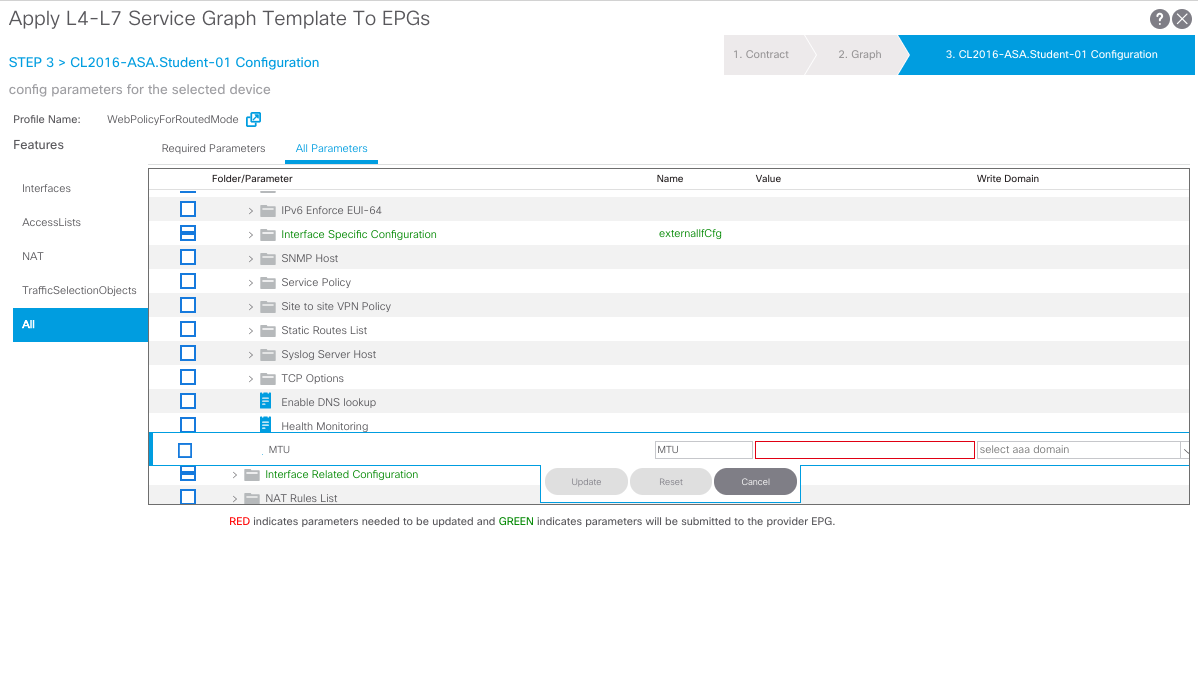 Apply L4-L7 Service Graph Template To EPGs
?
STEP 3 > CL2016-ASA.Student-01 Configuration
1. Contract 2. Graph 3. CL2016-ASA.Student-01 Configuration
config parameters for the selected device
Profile Name: WebPolicyForRoutedMode
Features
Required Parameters All Parameters
Interfaces
AccessLists
NAT
TrafficSelectionObjects
All
Folder/Parameter Name Value Write Domain
IPv6 Enforce EUI-64
Interface Specific Configuration externalIfCfg
SNMP Host
Service Policy
Site to site VPN Policy
Static Routes List
Syslog Server Host
TCP Options
Enable DNS lookup
Health Monitoring
MTU MTU select aaa domain
Interface Related Configuration
Update Reset Cancel
NAT Rules List
RED indicates parameters needed to be updated and GREEN indicates parameters will be submitted to the provider EPG.